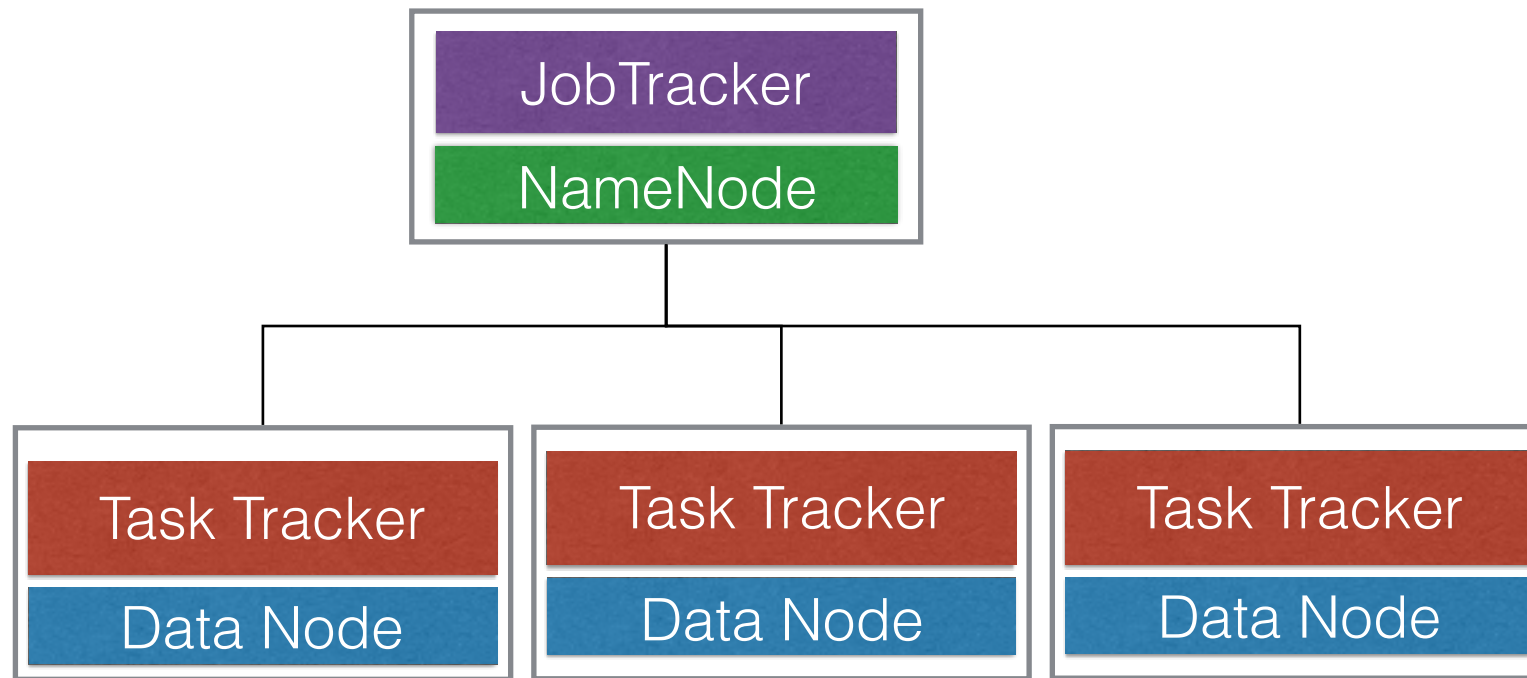 JobTracker
NameNode
Task Tracker
Data Node
Task Tracker
Data Node
Task Tracker
Data Node